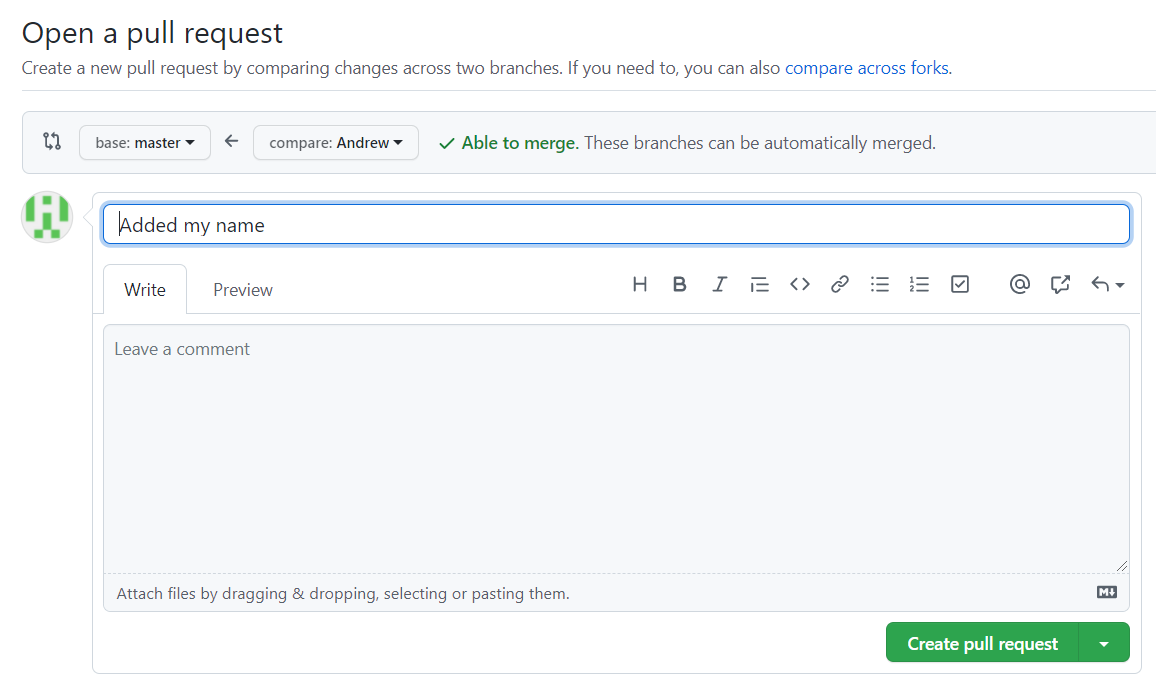 Open a pull request
Create a new pull request by comparing changes across two branches. If you need to, you can also compare across forks.
base: master compare: Andrew Able to merge. These branches can be automatically merged.
Added my name
Write Preview
Leave a comment
Attach files by dragging & dropping, selecting or pasting them.
Create pull request